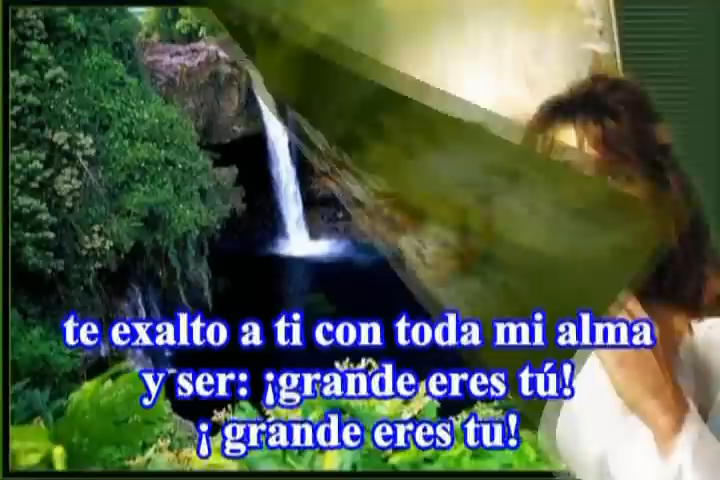 te exalto a ti con toda mi alma
y ser: ¡grande eres tú!
¡ grande eres tu!